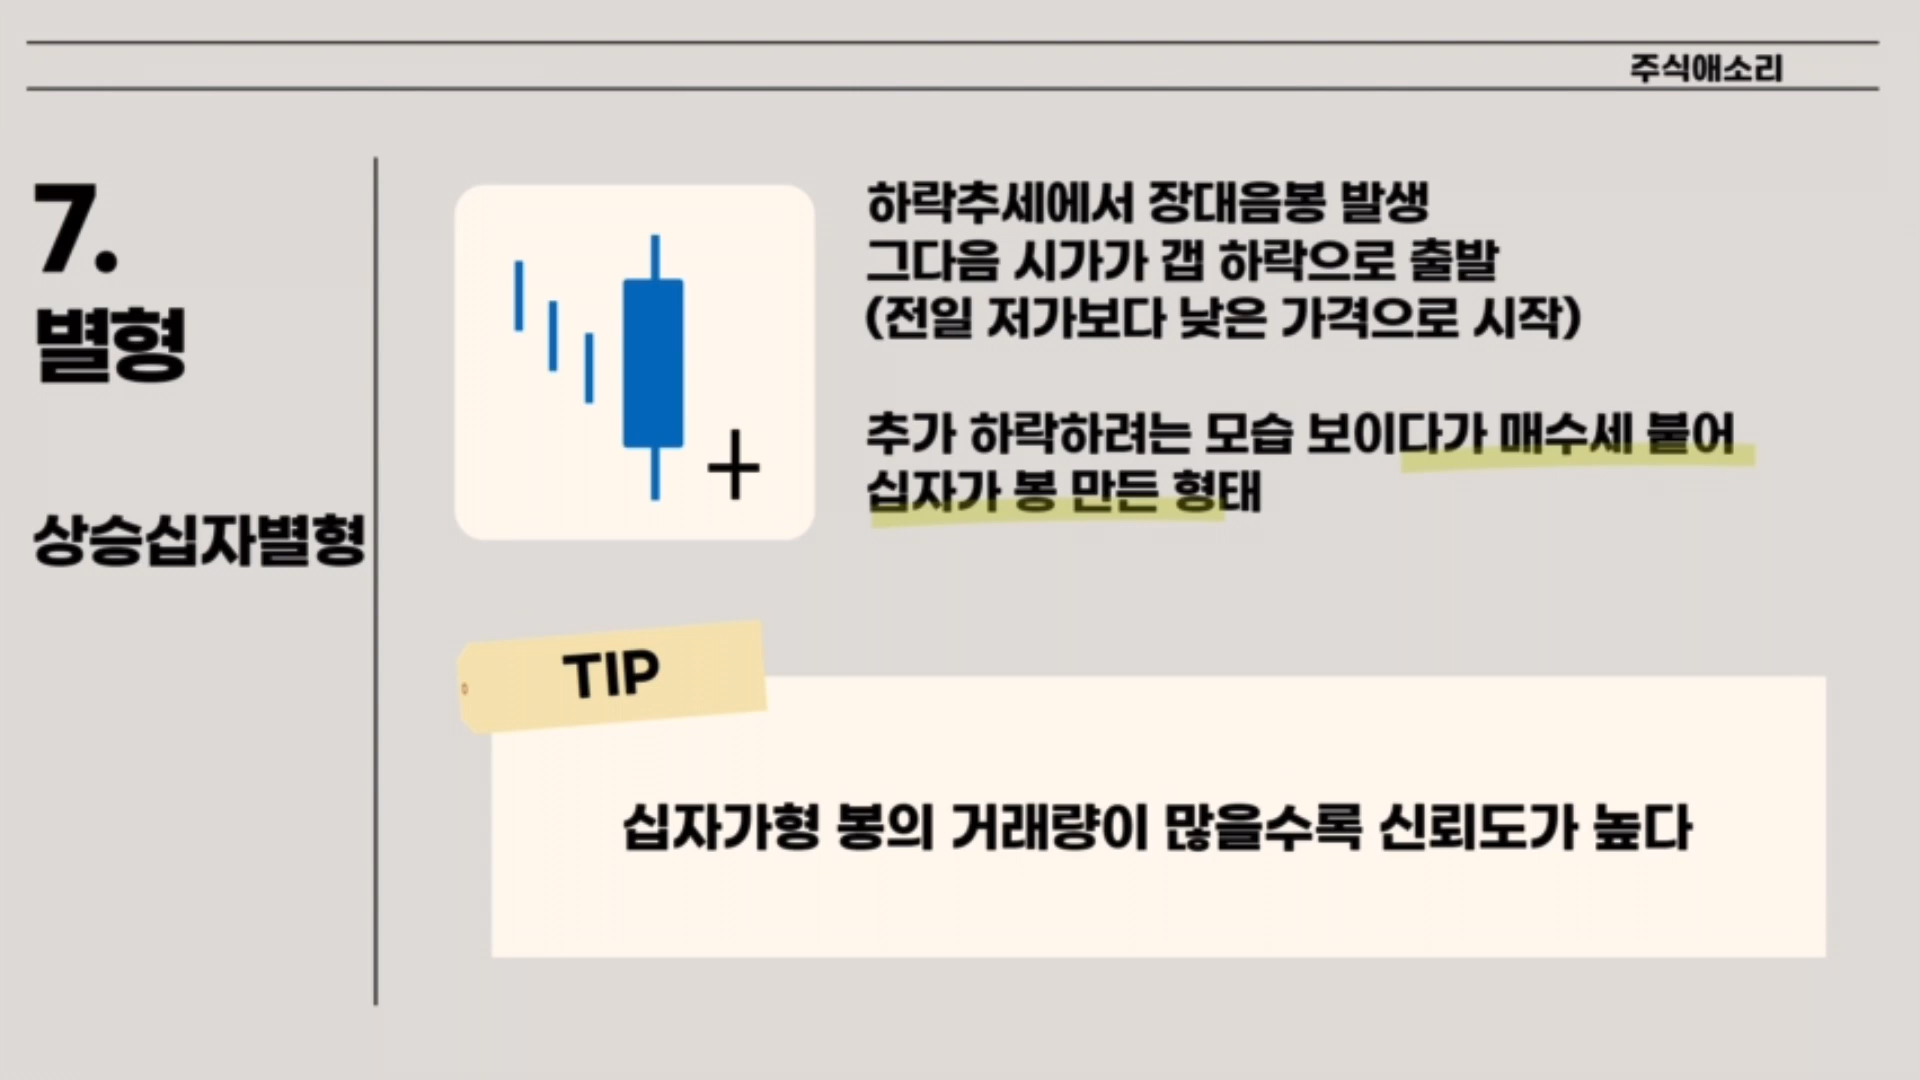 주식애소리
7.
별형
상승십자별형
하락추세에서 장대음봉 발생
그다음 시가가 갭 하락으로 출발
(전일 저가보다 낮은 가격으로 시작)
추가 하락하려는 모습 보이다가 매수세 붙어
십자가 봉 만든 형태
TIP
십자가형 봉의 거래량이 많을수록 신뢰도가 높다